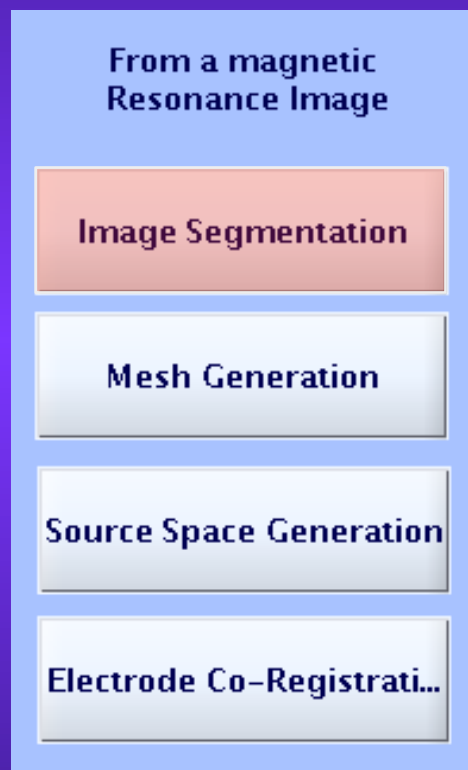 From a magnetic
Resonance Image
Image Segmentation
Mesh Generation
Source Space Generation
Electrode Co-Registrati...